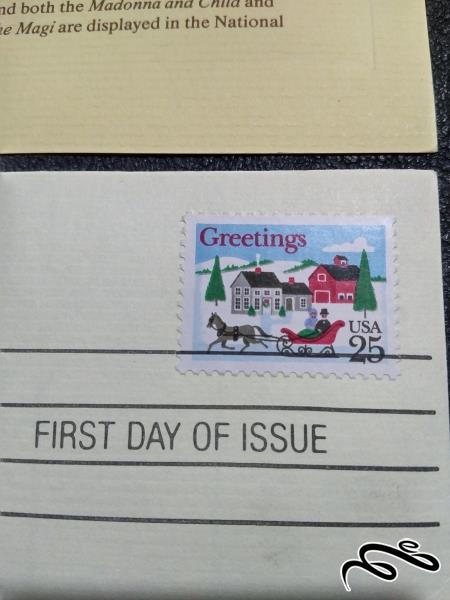 nd both the Madonna and Child and
he Magi are displayed in the National
Greetings
USA
25
FIRST DAY OF ISSUE